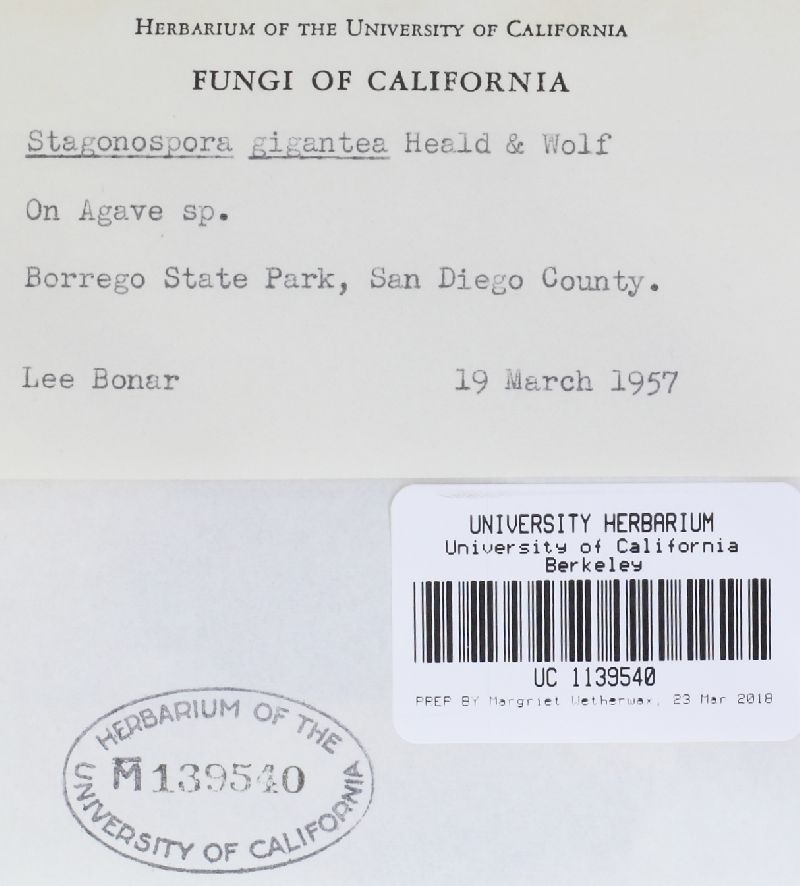 HERBARIUM OF THE UNIVERSITY OF CALIFORNIA
FUNGI OF CALIFORNIA
Stagonospora gigantea Heald & Wolf
On Agave sp.
Borrego State Park, San Diego County.
Lee Bonar 19 March 1957
UNIVERSITY HERBARIUM
University of California
Berkeley
UC 1139540
PREP BY Margriet Wetherwax, 23 Mar 2018
HERBARIUM OF THE
M̅ 139540
UNIVERSITY OF CALIFORNIA